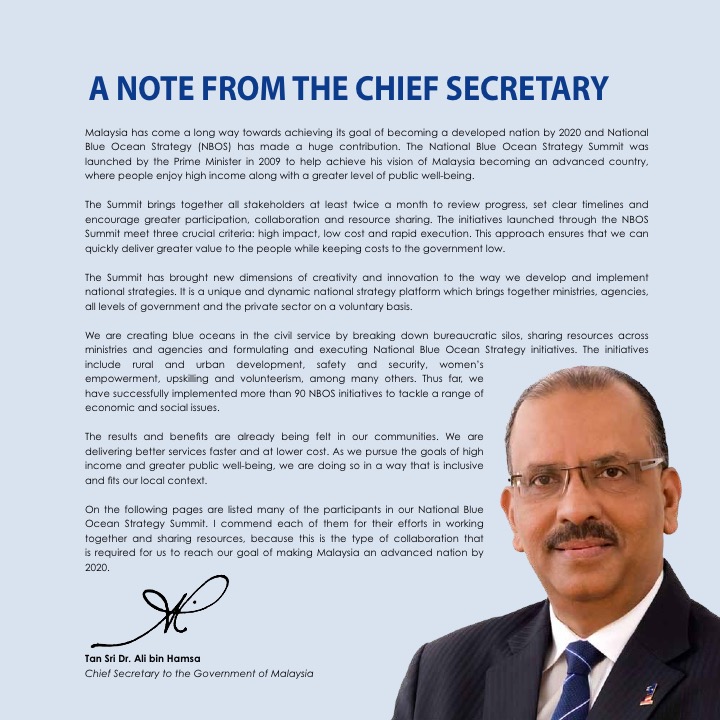 A NOTE FROM THE CHIEF SECRETARY
Malaysia has come a long way towards achieving its goal of becoming a developed nation by 2020 and National
Blue Ocean Strategy (NBOS) has made a huge contribution. The National Blue Ocean Strategy Summit was
launched by the Prime Minister in 2009 to help achieve his vision of Malaysia becoming an advanced country,
where people enjoy high income along with a greater level of public well-being.
The Summit brings together all stakeholders at least twice a month to review progress, set clear timelines and
encourage greater participation, collaboration and resource sharing. The initiatives launched through the NBOS
Summit meet three crucial criteria: high impact, low cost and rapid execution. This approach ensures that we can
quickly deliver greater value to the people while keeping costs to the government low.
The Summit has brought new dimensions of creativity and innovation to the way we develop and implement
national strategies. It is a unique and dynamic national strategy platform which brings together ministries, agencies,
all levels of government and the private sector on a voluntary basis.
We are creating blue oceans in the civil service by breaking down bureaucratic silos, sharing resources across
ministries and agencies and formulating and executing National Blue Ocean Strategy initiatives. The initiatives
include rural and urban development, safety and security, women's
empowerment, upskilling and volunteerism, among many others. Thus far, we
have successfully implemented more than 90 NBOS initiatives to tackle a range of
economic and social issues.
The results and benefits are already being felt in our communities. We are
delivering better services faster and at lower cost. As we pursue the goals of high
income and greater public well-being, we are doing so in a way that is inclusive
and fits our local context.
On the following pages are listed many of the participants in our National Blue
Ocean Strategy Summit. I commend each of them for their efforts in working
together and sharing resources, because this is the type of collaboration that
is required for us to reach our goal of making Malaysia an advanced nation by
2020.
Tan Sri Dr. Ali bin Hamsa
Chief Secretary to the Government of Malaysia